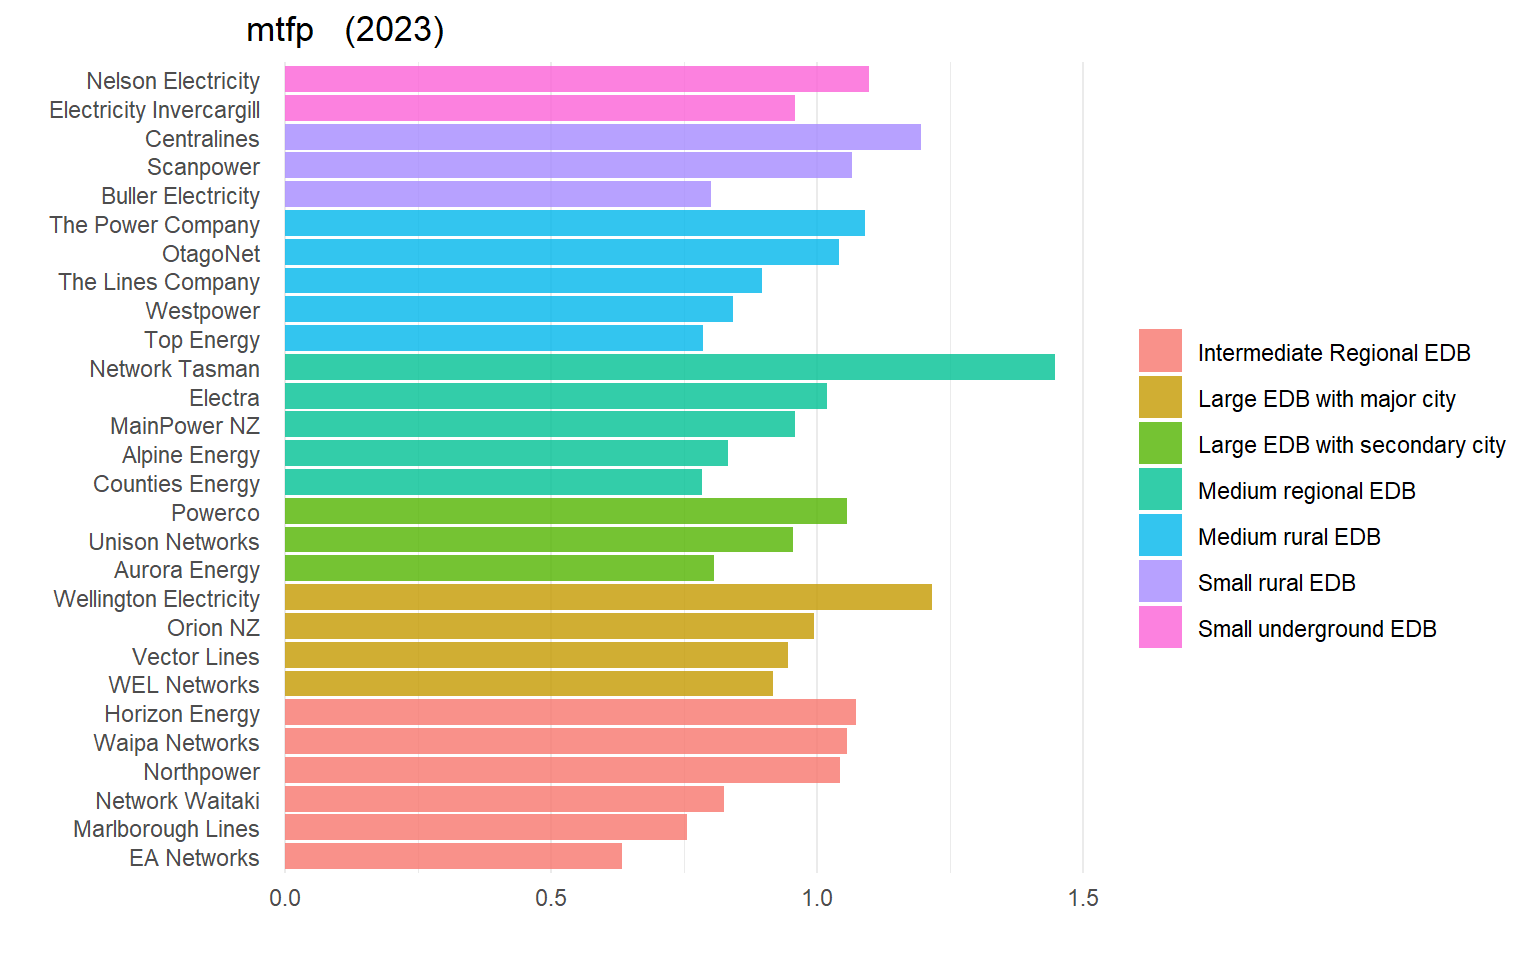 mtfp (2023)
Nelson Electricity
Electricity Invercargill
Centralines
Scanpower
Buller Electricity
The Power Company
OtagoNet
The Lines Company
Westpower
Top Energy
Network Tasman
Electra
MainPower NZ
Alpine Energy
Counties Energy
Powerco
Unison Networks
Aurora Energy
Wellington Electricity
Orion NZ
Vector Lines
WEL Networks
Horizon Energy
Waipa Networks
Northpower
Network Waitaki
Marlborough Lines
EA Networks
0.0 0.5 1.0 1.5
Intermediate Regional EDB
Large EDB with major city
Large EDB with secondary city
Medium regional EDB
Medium rural EDB
Small rural EDB
Small underground EDB